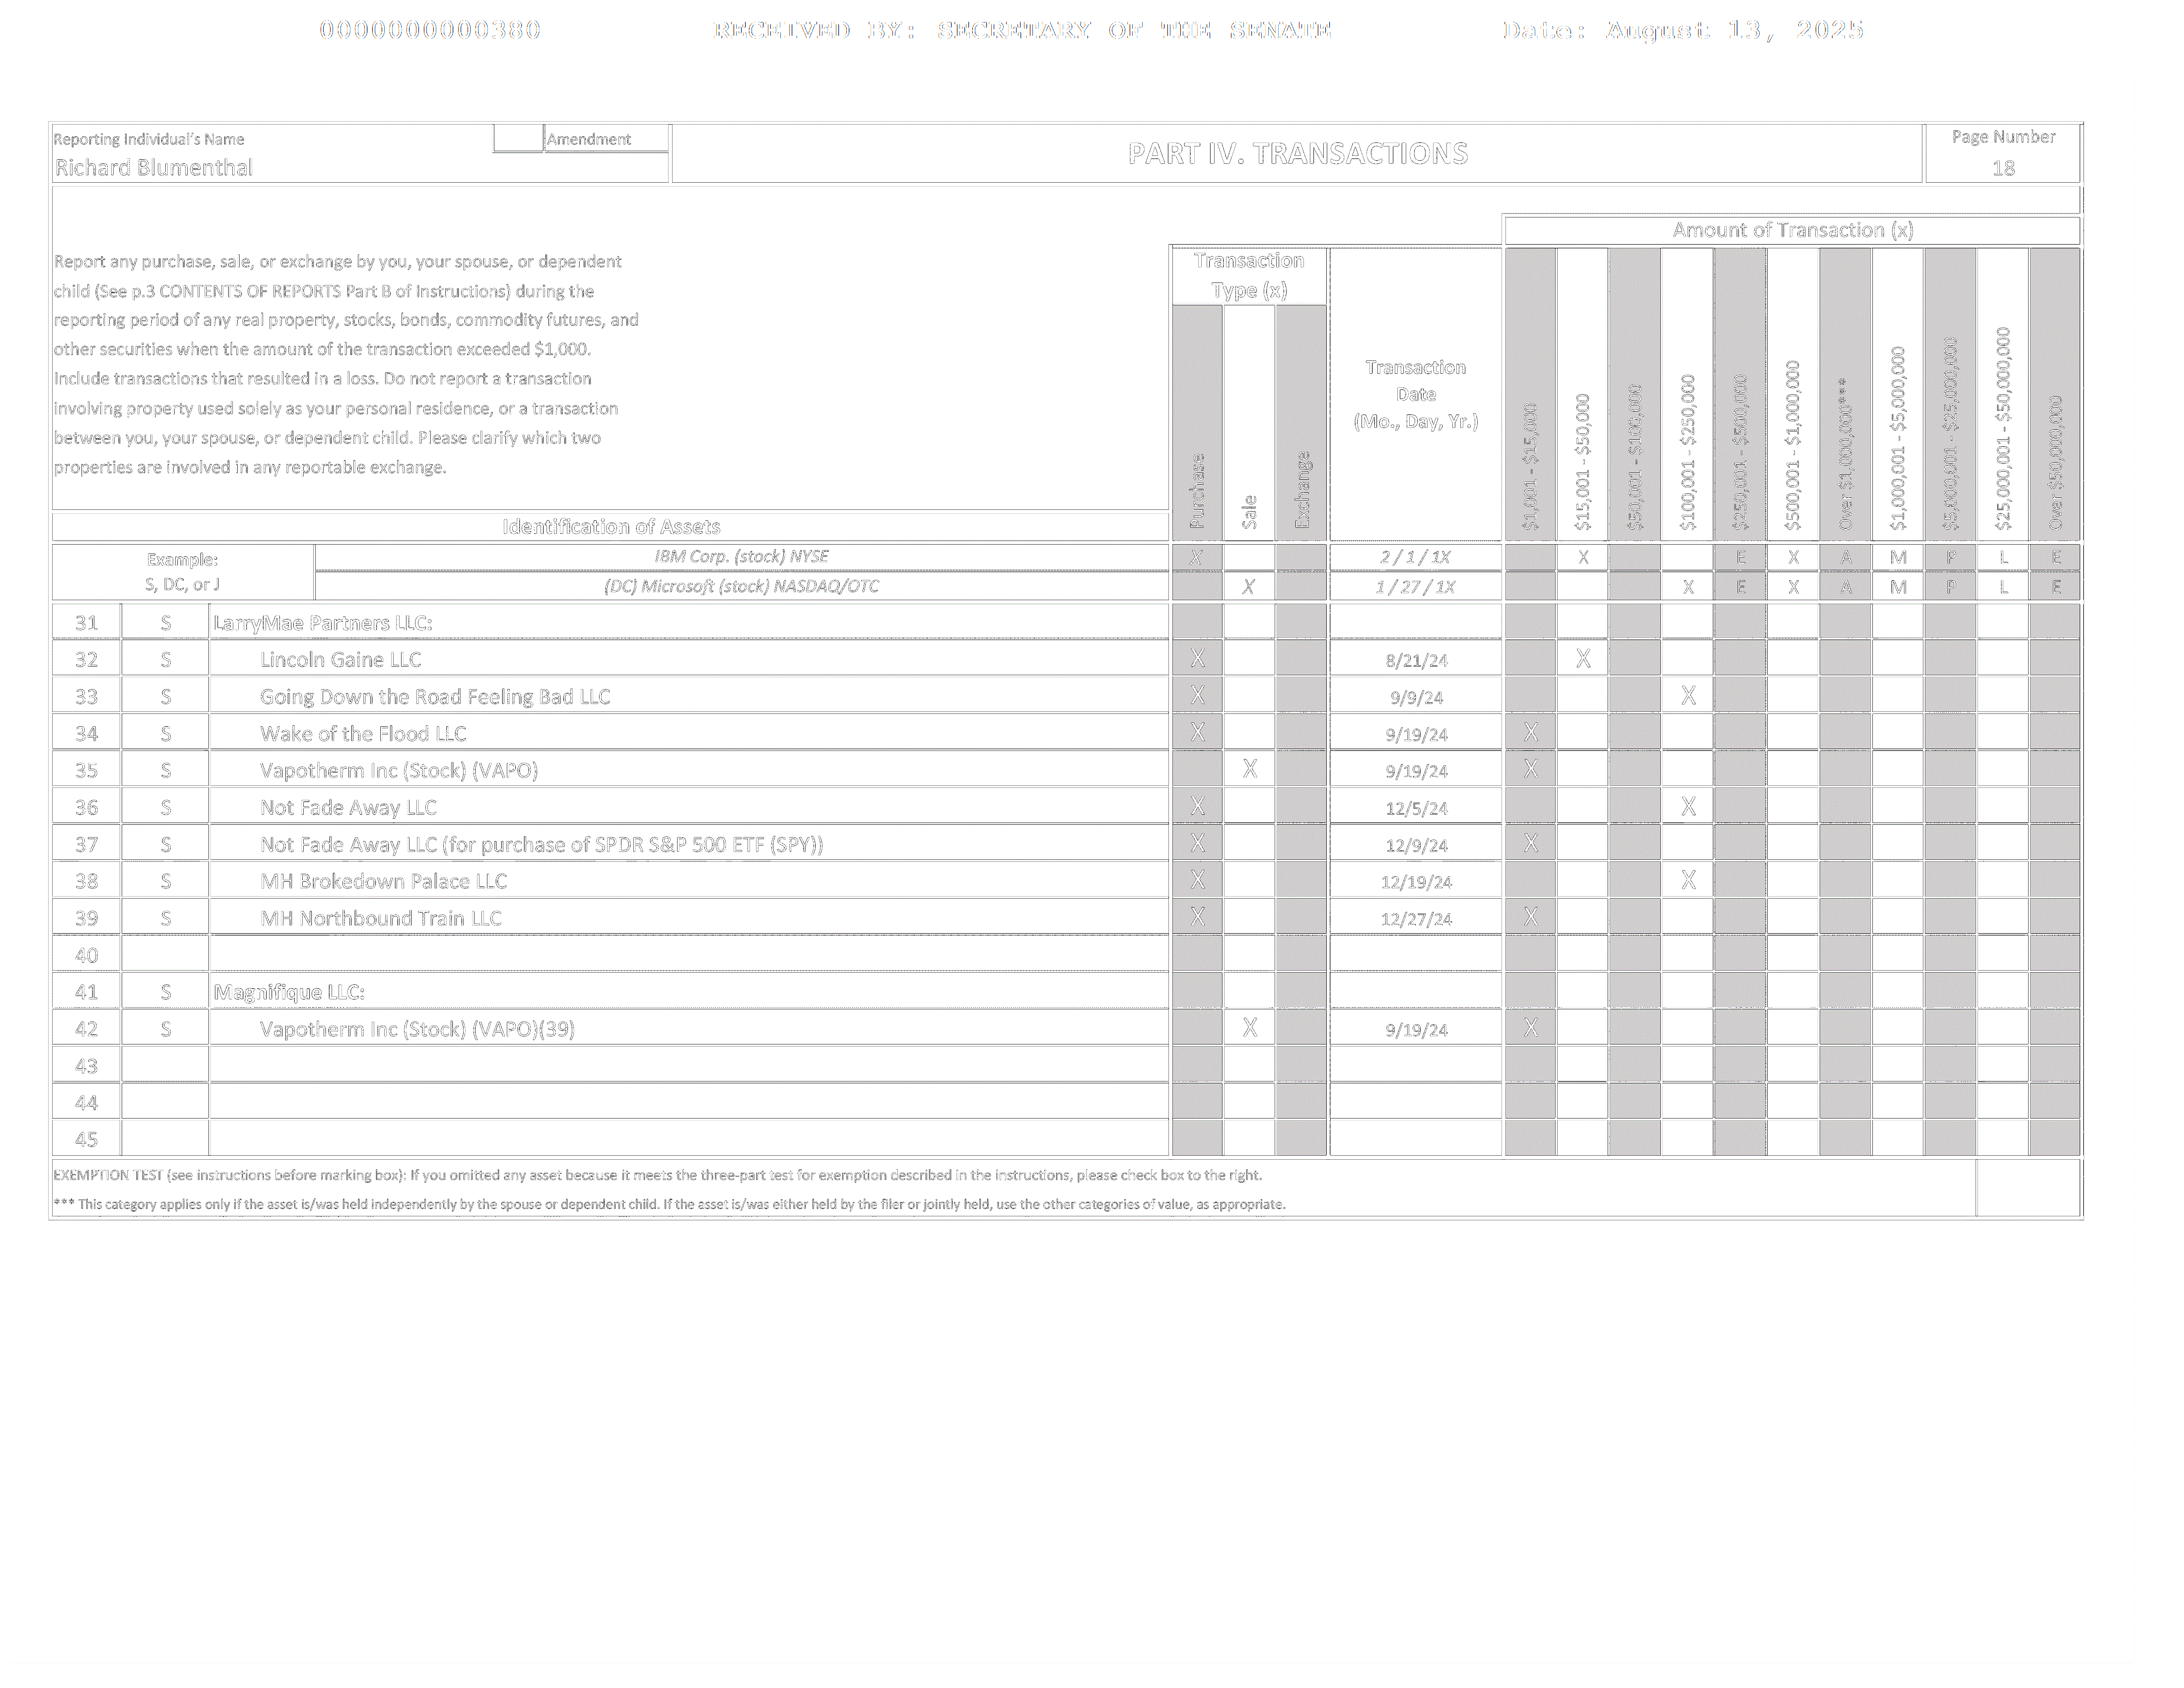 0000000000380 RECEIVED BY: SECRETARY OF THE SENATE Date: August 13, 2025
Reporting Individual's Name Amendment PART IV. TRANSACTIONS Page Number
Richard Blumenthal 18
Amount of Transaction (x)
Report any purchase, sale, or exchange by you, your spouse, or dependent
child (See p.3 CONTENTS OF REPORTS Part B of Instructions) during the
reporting period of any real property, stocks, bonds, commodity futures, and
other securities when the amount of the transaction exceeded $1,000.
Include transactions that resulted in a loss. Do not report a transaction
involving property used solely as your personal residence, or a transaction
between you, your spouse, or dependent child. Please clarify which two
properties are involved in any reportable exchange.
Transaction
Type (x)
Purchase
Sale
Exchange
Transaction
Date
(Mo., Day, Yr.)
$1,001 - $15,000
$15,001 - $50,000
$50,001 - $100,000
$100,001 - $250,000
$250,001 - $500,000
$500,001 - $1,000,000
Over $1,000,000***
$1,000,001 - $5,000,000
$5,000,001 - $25,000,000
$25,000,001 - $50,000,000
Over $50,000,000
Identification of Assets
Example:
S, DC, or J
IBM Corp. (stock) NYSE X 2 / 1 / 1X X E X A M P L E
(DC) Microsoft (stock) NASDAQ/OTC X 1 / 27 / 1X X E X A M P L E
31 S LarryMae Partners LLC:
32 S Lincoln Gaine LLC X 8/21/24 X
33 S Going Down the Road Feeling Bad LLC X 9/9/24 X
34 S Wake of the Flood LLC X 9/19/24 X
35 S Vapotherm Inc (Stock) (VAPO) X 9/19/24 X
36 S Not Fade Away LLC X 12/5/24 X
37 S Not Fade Away LLC (for purchase of SPDR S&P 500 ETF (SPY)) X 12/9/24 X
38 S MH Brokedown Palace LLC X 12/19/24 X
39 S MH Northbound Train LLC X 12/27/24 X
40
41 S Magnifique LLC:
42 S Vapotherm Inc (Stock) (VAPO)(39) X 9/19/24 X
43
44
45
EXEMPTION TEST (see instructions before marking box): If you omitted any asset because it meets the three-part test for exemption described in the instructions, please check box to the right.
*** This category applies only if the asset is/was held independently by the spouse or dependent child. If the asset is/was either held by the filer or jointly held, use the other categories of value, as appropriate.